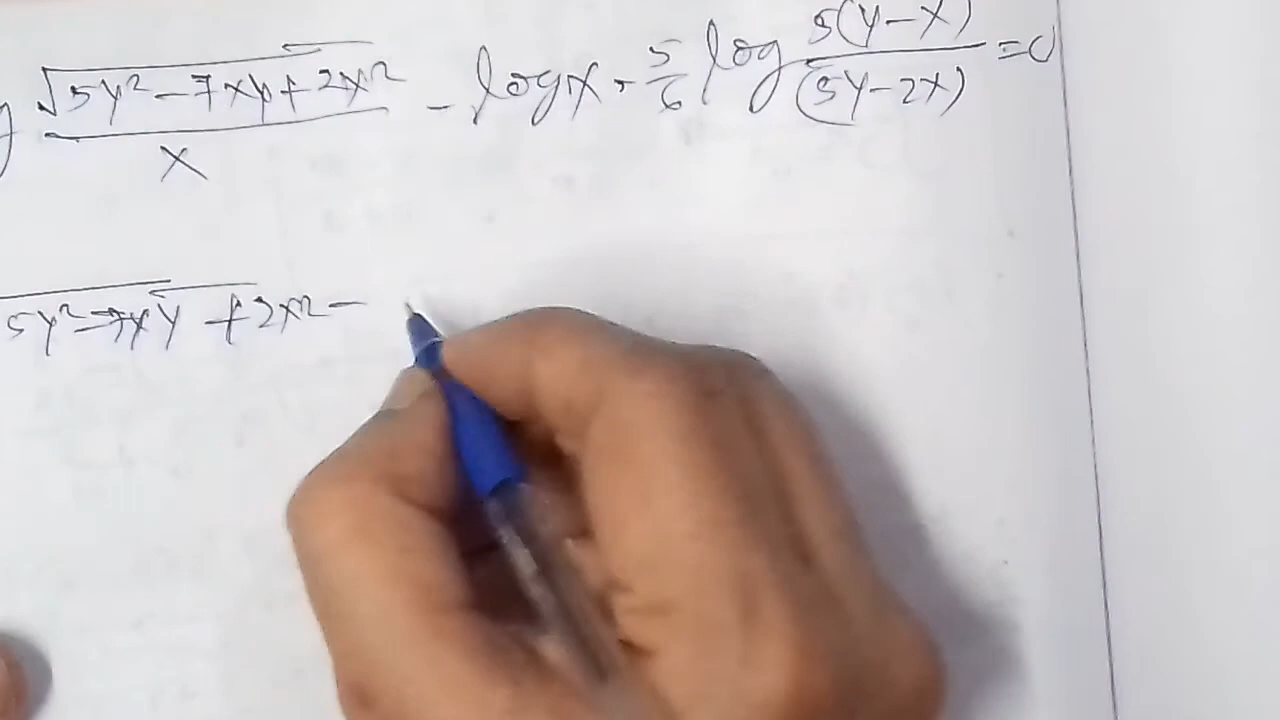 √(5y² - 7xy + 2x²) / x - log x - 5/6 log 5(y-x) / (5y-2x) = 0
5y² - 7xy + 2x² -